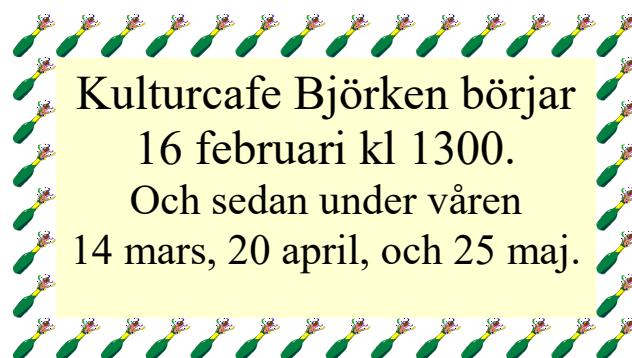 Kulturcafe Björken börjar
16 februari kl 1300.
Och sedan under våren
14 mars, 20 april, och 25 maj.